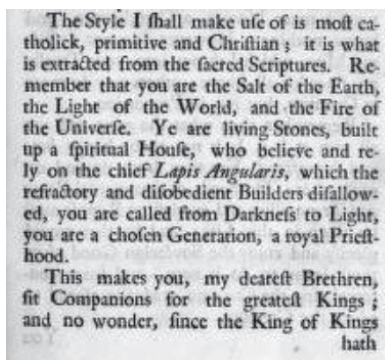 The Style I ſhall make uſe of is moſt ca-
tholick, primitive and Chriſtian; it is what
is extracted from the ſacred Scriptures. Re-
member that you are the Salt of the Earth,
the Light of the World, and the Fire of
the Univerſe. Ye are living Stones, built
up a ſpiritual Houſe, who believe and re-
ly on the chief Lapis Angularis, which the
refractory and diſobedient Builders diſallow-
ed, you are called from Darkneſs to Light,
you are a choſen Generation, a royal Prieſt-
hood.
This makes you, my deareſt Brethren,
fit Companions for the greateſt Kings;
and no wonder, ſince the King of Kings
hath